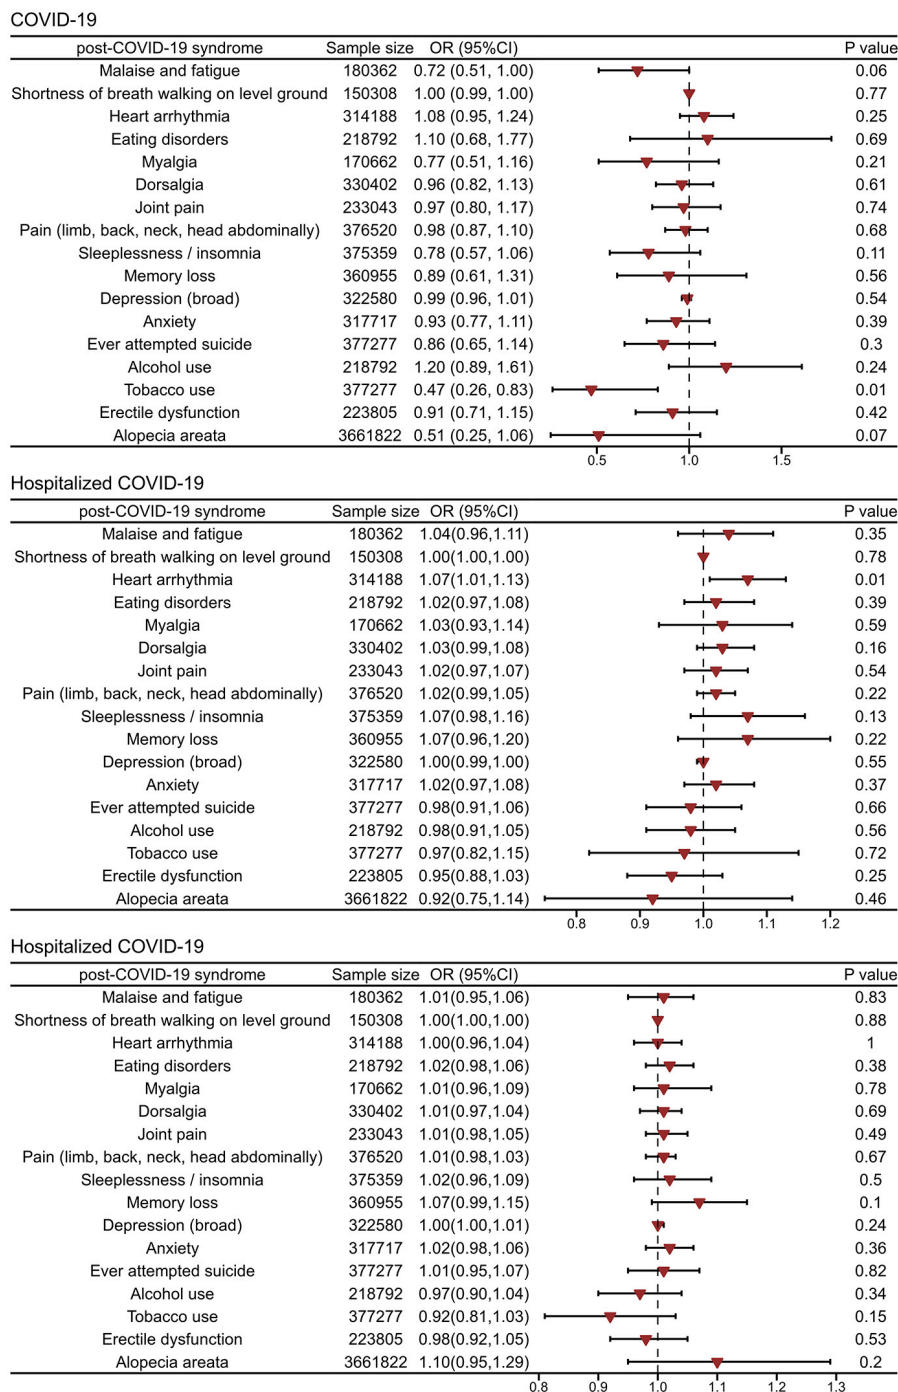 COVID-19
post-COVID-19 syndrome Sample size OR (95%CI) P value
Malaise and fatigue 180362 0.72 (0.51, 1.00) 0.06
Shortness of breath walking on level ground 150308 1.00 (0.99, 1.00) 0.77
Heart arrhythmia 314188 1.08 (0.95, 1.24) 0.25
Eating disorders 218792 1.10 (0.68, 1.77) 0.69
Myalgia 170662 0.77 (0.51, 1.16) 0.21
Dorsalgia 330402 0.96 (0.82, 1.13) 0.61
Joint pain 233043 0.97 (0.80, 1.17) 0.74
Pain (limb, back, neck, head abdominally) 376520 0.98 (0.87, 1.10) 0.68
Sleeplessness / insomnia 375359 0.78 (0.57, 1.06) 0.11
Memory loss 360955 0.89 (0.61, 1.31) 0.56
Depression (broad) 322580 0.99 (0.96, 1.01) 0.54
Anxiety 317717 0.93 (0.77, 1.11) 0.39
Ever attempted suicide 377277 0.86 (0.65, 1.14) 0.3
Alcohol use 218792 1.20 (0.89, 1.61) 0.24
Tobacco use 377277 0.47 (0.26, 0.83) 0.01
Erectile dysfunction 223805 0.91 (0.71, 1.15) 0.42
Alopecia areata 3661822 0.51 (0.25, 1.06) 0.07
0.5 1.0 1.5
Hospitalized COVID-19
post-COVID-19 syndrome Sample size OR (95%CI) P value
Malaise and fatigue 180362 1.04(0.96,1.11) 0.35
Shortness of breath walking on level ground 150308 1.00(1.00,1.00) 0.78
Heart arrhythmia 314188 1.07(1.01,1.13) 0.01
Eating disorders 218792 1.02(0.97,1.08) 0.39
Myalgia 170662 1.03(0.93,1.14) 0.59
Dorsalgia 330402 1.03(0.99,1.08) 0.16
Joint pain 233043 1.02(0.97,1.07) 0.54
Pain (limb, back, neck, head abdominally) 376520 1.02(0.99,1.05) 0.22
Sleeplessness / insomnia 375359 1.07(0.98,1.16) 0.13
Memory loss 360955 1.07(0.96,1.20) 0.22
Depression (broad) 322580 1.00(0.99,1.00) 0.55
Anxiety 317717 1.02(0.97,1.08) 0.37
Ever attempted suicide 377277 0.98(0.91,1.06) 0.66
Alcohol use 218792 0.98(0.91,1.05) 0.56
Tobacco use 377277 0.97(0.82,1.15) 0.72
Erectile dysfunction 223805 0.95(0.88,1.03) 0.25
Alopecia areata 3661822 0.92(0.75,1.14) 0.46
0.8 0.9 1.0 1.1 1.2
Hospitalized COVID-19
post-COVID-19 syndrome Sample size OR (95%CI) P value
Malaise and fatigue 180362 1.01(0.95,1.06) 0.83
Shortness of breath walking on level ground 150308 1.00(1.00,1.00) 0.88
Heart arrhythmia 314188 1.00(0.96,1.04) 1
Eating disorders 218792 1.02(0.98,1.06) 0.38
Myalgia 170662 1.01(0.96,1.09) 0.78
Dorsalgia 330402 1.01(0.97,1.04) 0.69
Joint pain 233043 1.01(0.98,1.05) 0.49
Pain (limb, back, neck, head abdominally) 376520 1.01(0.98,1.03) 0.67
Sleeplessness / insomnia 375359 1.02(0.96,1.09) 0.5
Memory loss 360955 1.07(0.99,1.15) 0.1
Depression (broad) 322580 1.00(1.00,1.01) 0.24
Anxiety 317717 1.02(0.98,1.06) 0.36
Ever attempted suicide 377277 1.01(0.95,1.07) 0.82
Alcohol use 218792 0.97(0.90,1.04) 0.34
Tobacco use 377277 0.92(0.81,1.03) 0.15
Erectile dysfunction 223805 0.98(0.92,1.05) 0.53
Alopecia areata 3661822 1.10(0.95,1.29) 0.2
0.8 0.9 1.0 1.1 1.2 1.3